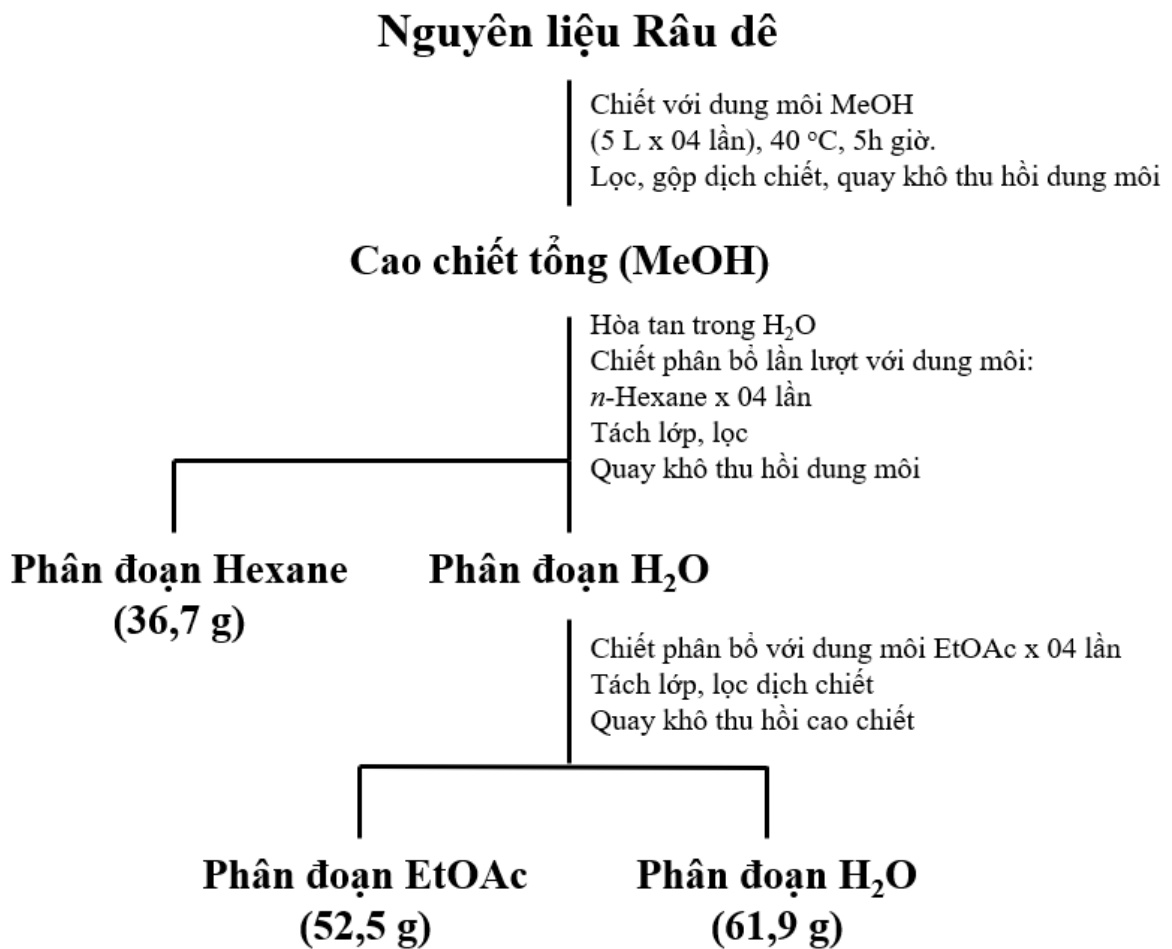 Nguyên liệu Râu dê
Chiết với dung môi MeOH
(5 L x 04 lần), 40 °C, 5h giờ.
Lọc, gộp dịch chiết, quay khô thu hồi dung môi
Cao chiết tổng (MeOH)
Hòa tan trong H₂O
Chiết phân bổ lần lượt với dung môi:
n-Hexane x 04 lần
Tách lớp, lọc
Quay khô thu hồi dung môi
Phân đoạn Hexane
(36,7 g)
Phân đoạn H₂O
Chiết phân bổ với dung môi EtOAc x 04 lần
Tách lớp, lọc dịch chiết
Quay khô thu hồi cao chiết
Phân đoạn EtOAc
(52,5 g)
Phân đoạn H₂O
(61,9 g)